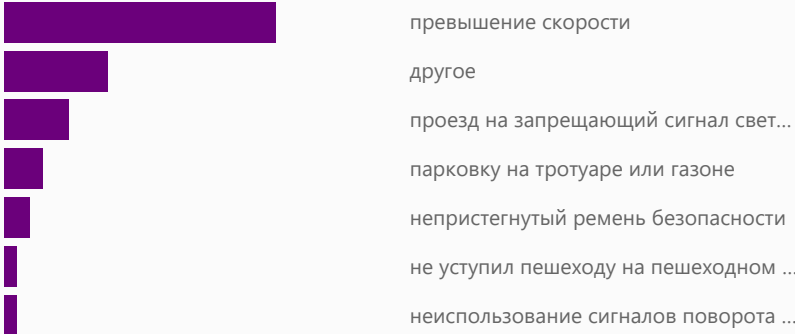 превышение скорости
другое
проезд на запрещающий сигнал свет...
парковку на тротуаре или газоне
непристегнутый ремень безопасности
не уступил пешеходу на пешеходном ...
неиспользование сигналов поворота ...